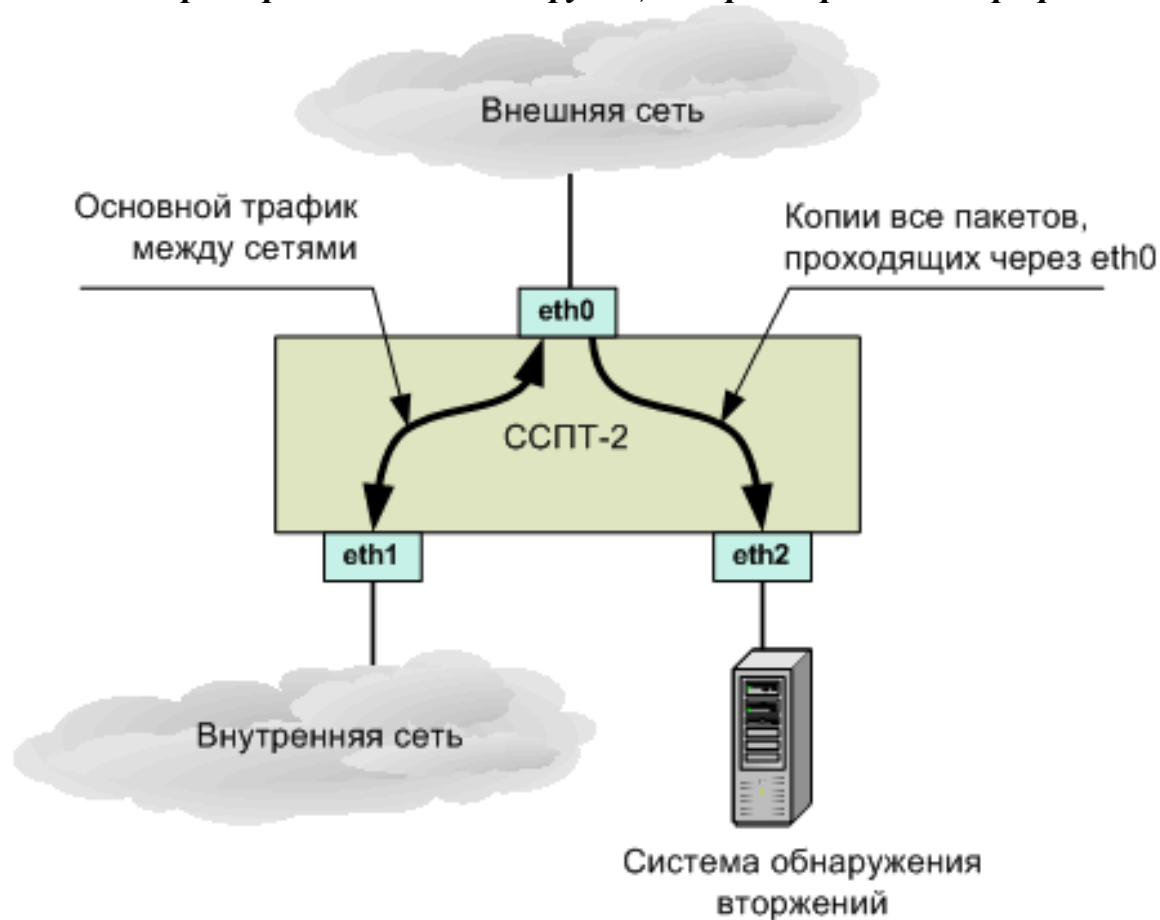 Внешняя сеть
Основной трафик
между сетями
Копии все пакетов,
проходящих через eth0
eth0
ССПТ-2
eth1
eth2
Внутренняя сеть
Система обнаружения
вторжений